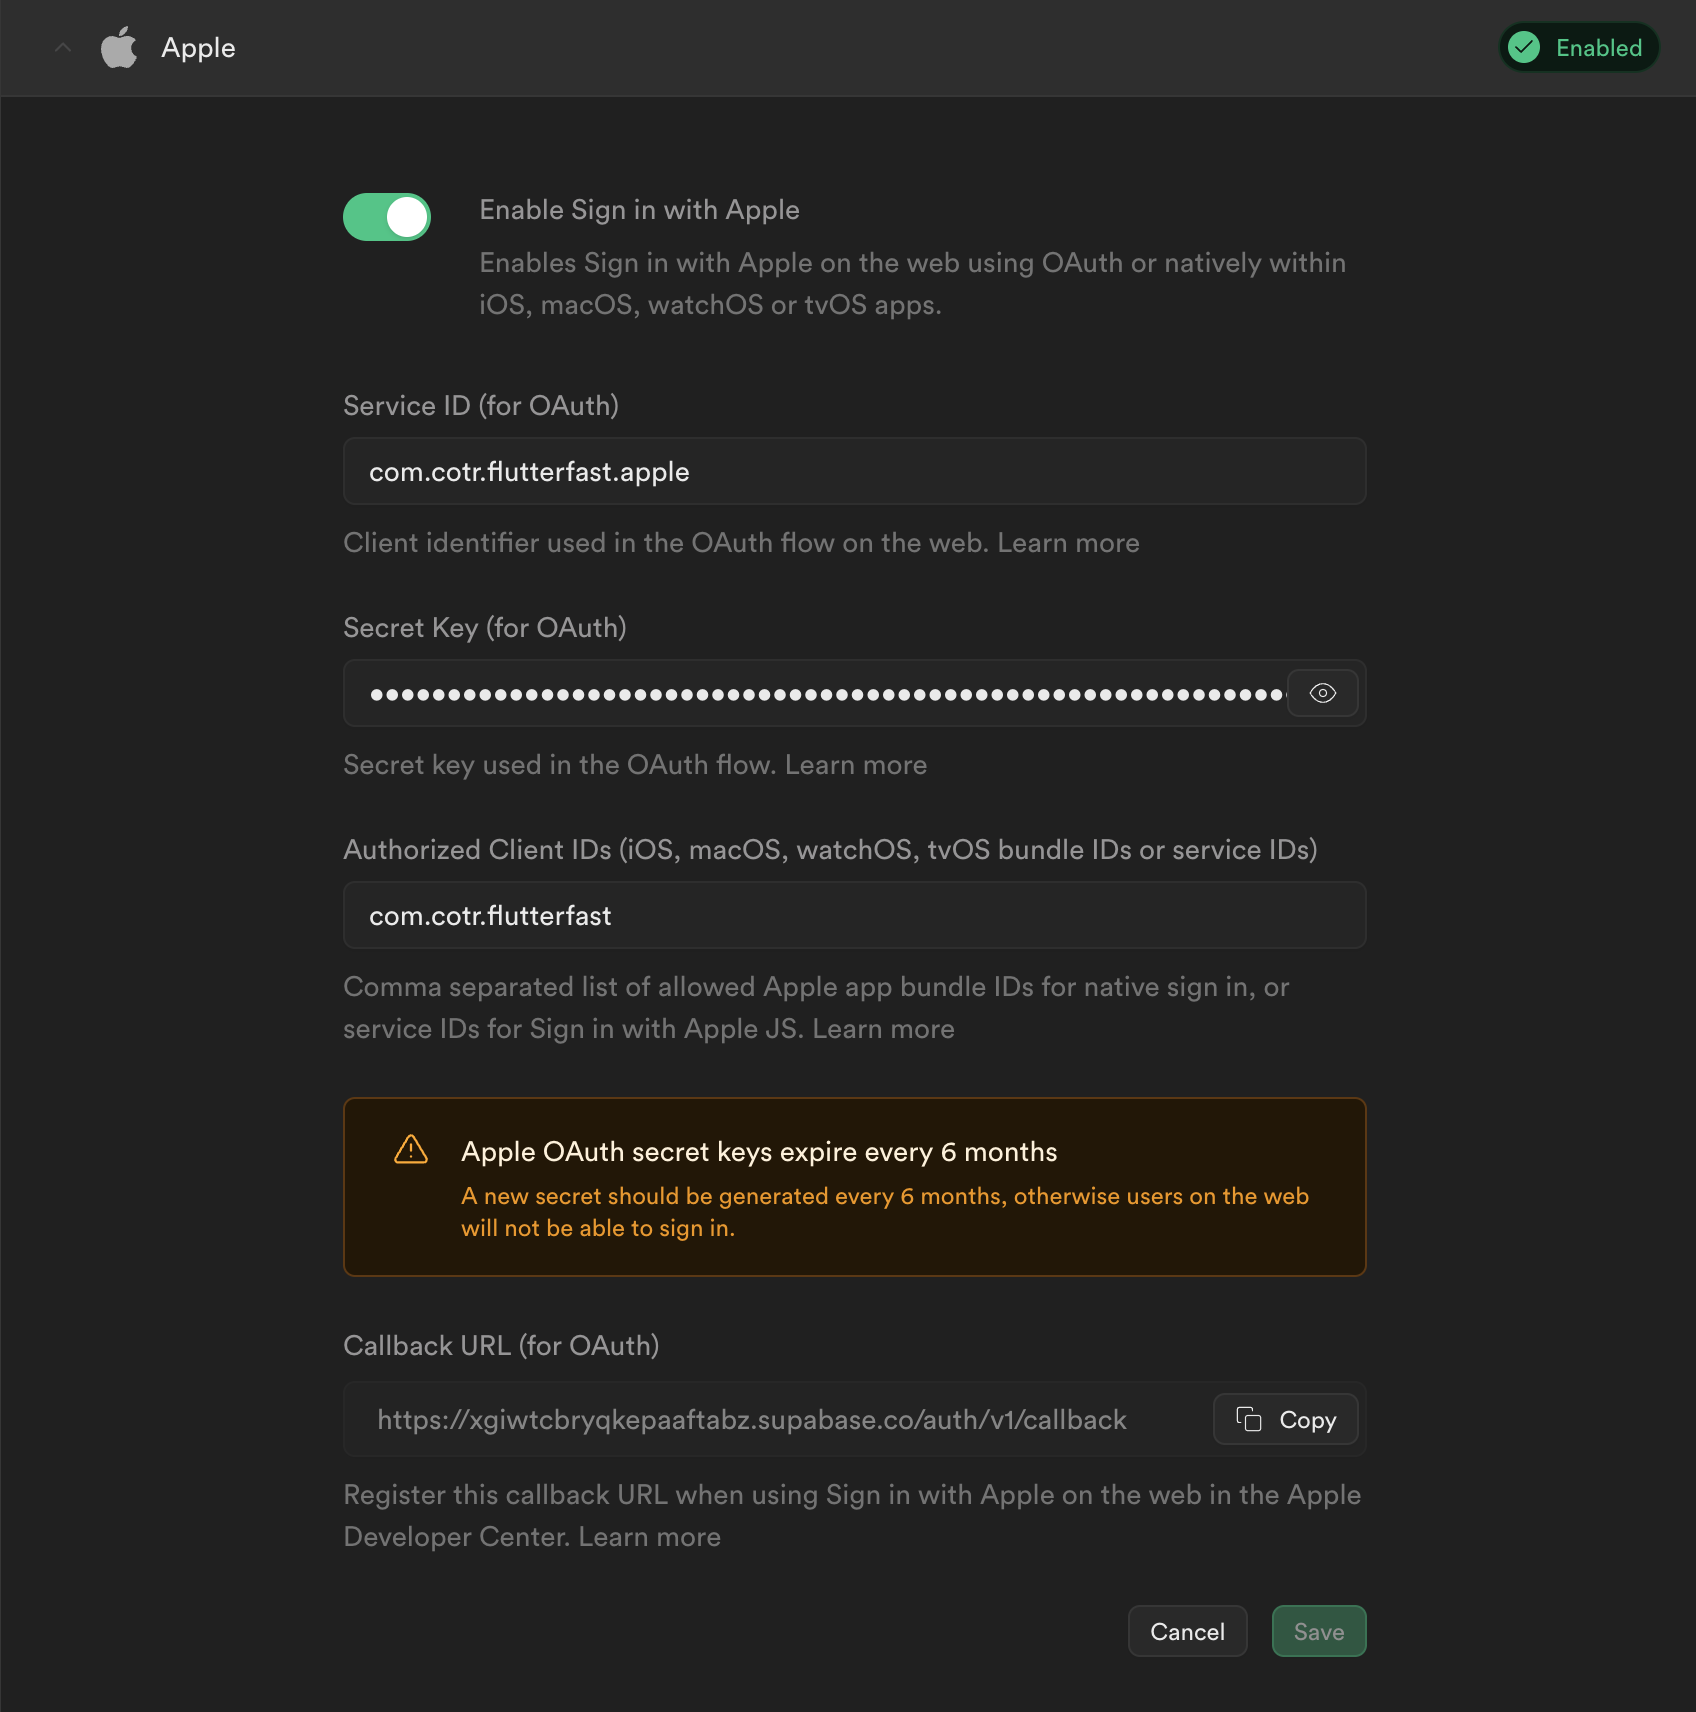 Apple
Enabled
Enable Sign in with Apple
Enables Sign in with Apple on the web using OAuth or natively within
iOS, macOS, watchOS or tvOS apps.
Service ID (for OAuth)
com.cotr.flutterfast.apple
Client identifier used in the OAuth flow on the web. Learn more
Secret Key (for OAuth)
Secret key used in the OAuth flow. Learn more
Authorized Client IDs (iOS, macOS, watchOS, tvOS bundle IDs or service IDs)
com.cotr.flutterfast
Comma separated list of allowed Apple app bundle IDs for native sign in, or
service IDs for Sign in with Apple JS. Learn more
Apple OAuth secret keys expire every 6 months
A new secret should be generated every 6 months, otherwise users on the web
will not be able to sign in.
Callback URL (for OAuth)
https://xgiwtcbryqkepaaftabz.supabase.co/auth/v1/callback
Copy
Register this callback URL when using Sign in with Apple on the web in the Apple
Developer Center. Learn more
Cancel
Save